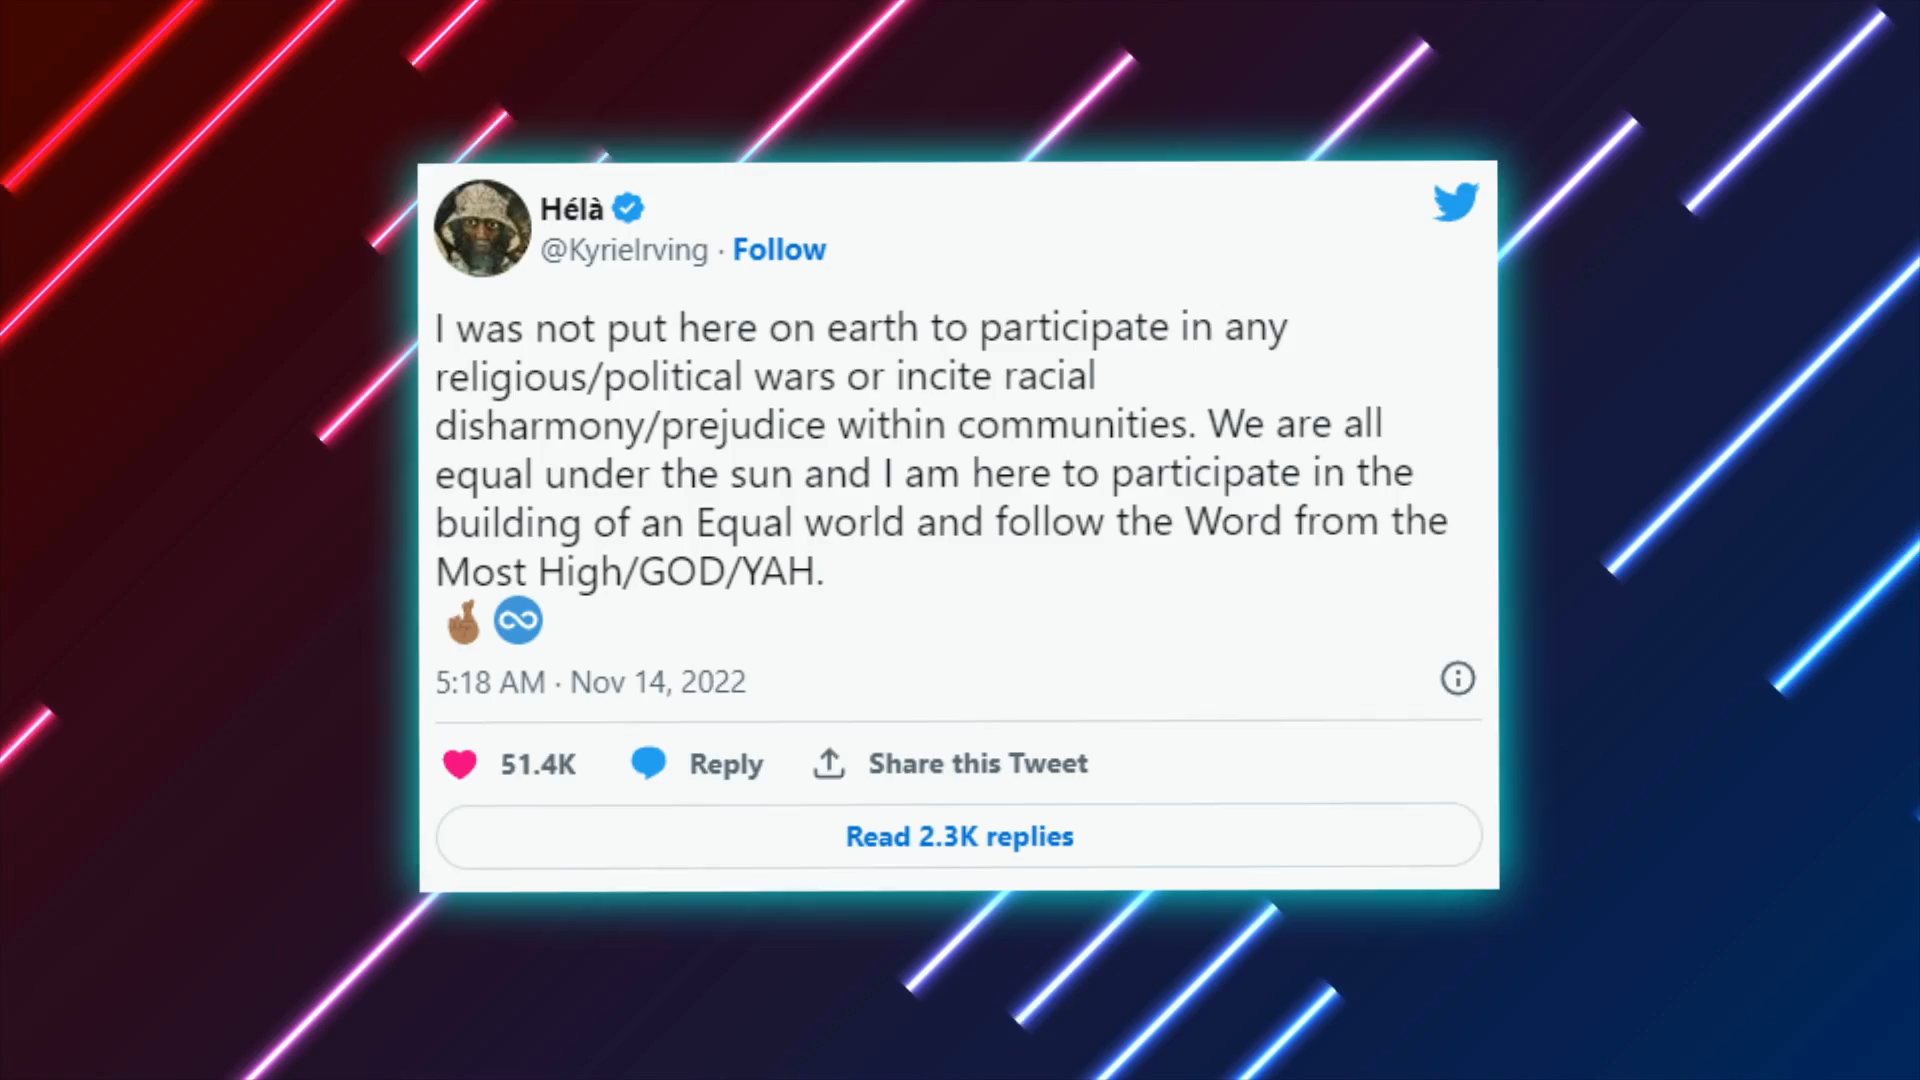 Hélà
@KyrieIrving · Follow
I was not put here on earth to participate in any
religious/political wars or incite racial
disharmony/prejudice within communities. We are all
equal under the sun and I am here to participate in the
building of an Equal world and follow the Word from the
Most High/GOD/YAH.
🤞🏾♾
5:18 AM · Nov 14, 2022
51.4K Reply Share this Tweet
Read 2.3K replies